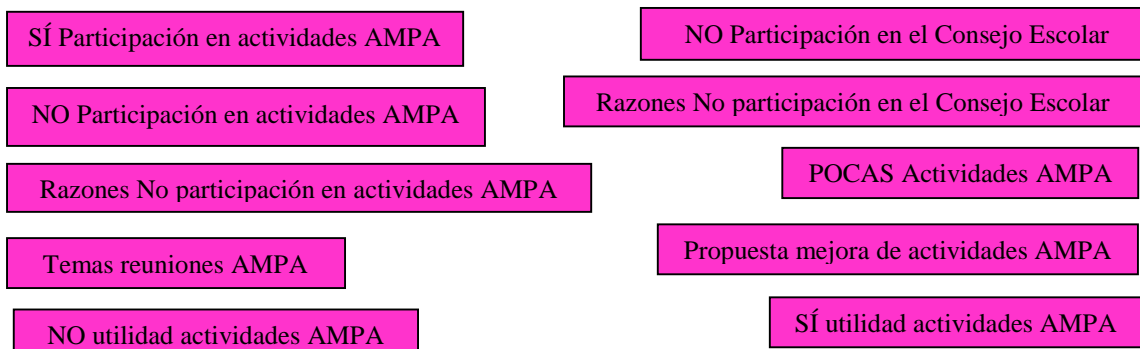 SÍ Participación en actividades AMPA
NO Participación en actividades AMPA
Razones No participación en actividades AMPA
Temas reuniones AMPA
NO utilidad actividades AMPA
NO Participación en el Consejo Escolar
Razones No participación en el Consejo Escolar
POCAS Actividades AMPA
Propuesta mejora de actividades AMPA
SÍ utilidad actividades AMPA